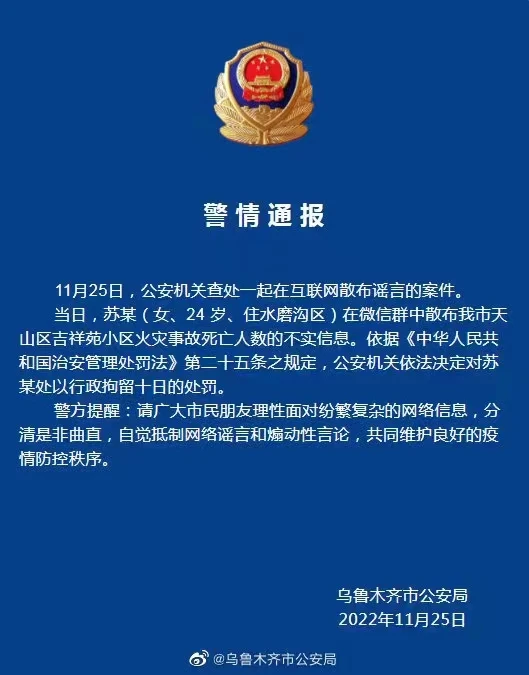 警情通报
11月25日，公安机关查处一起在互联网散布谣言的案件。
当日，苏某（女、24 岁、住水磨沟区）在微信群中散布我市天
山区吉祥苑小区火灾事故死亡人数的不实信息。依据《中华人民共
和国治安管理处罚法》第二十五条之规定，公安机关依法决定对苏
某处以行政拘留十日的处罚。
警方提醒：请广大市民朋友理性面对纷繁复杂的网络信息，分
清是非曲直，自觉抵制网络谣言和煽动性言论，共同维护良好的疫
情防控秩序。
乌鲁木齐市公安局
2022年11月25日
@乌鲁木齐市公安局